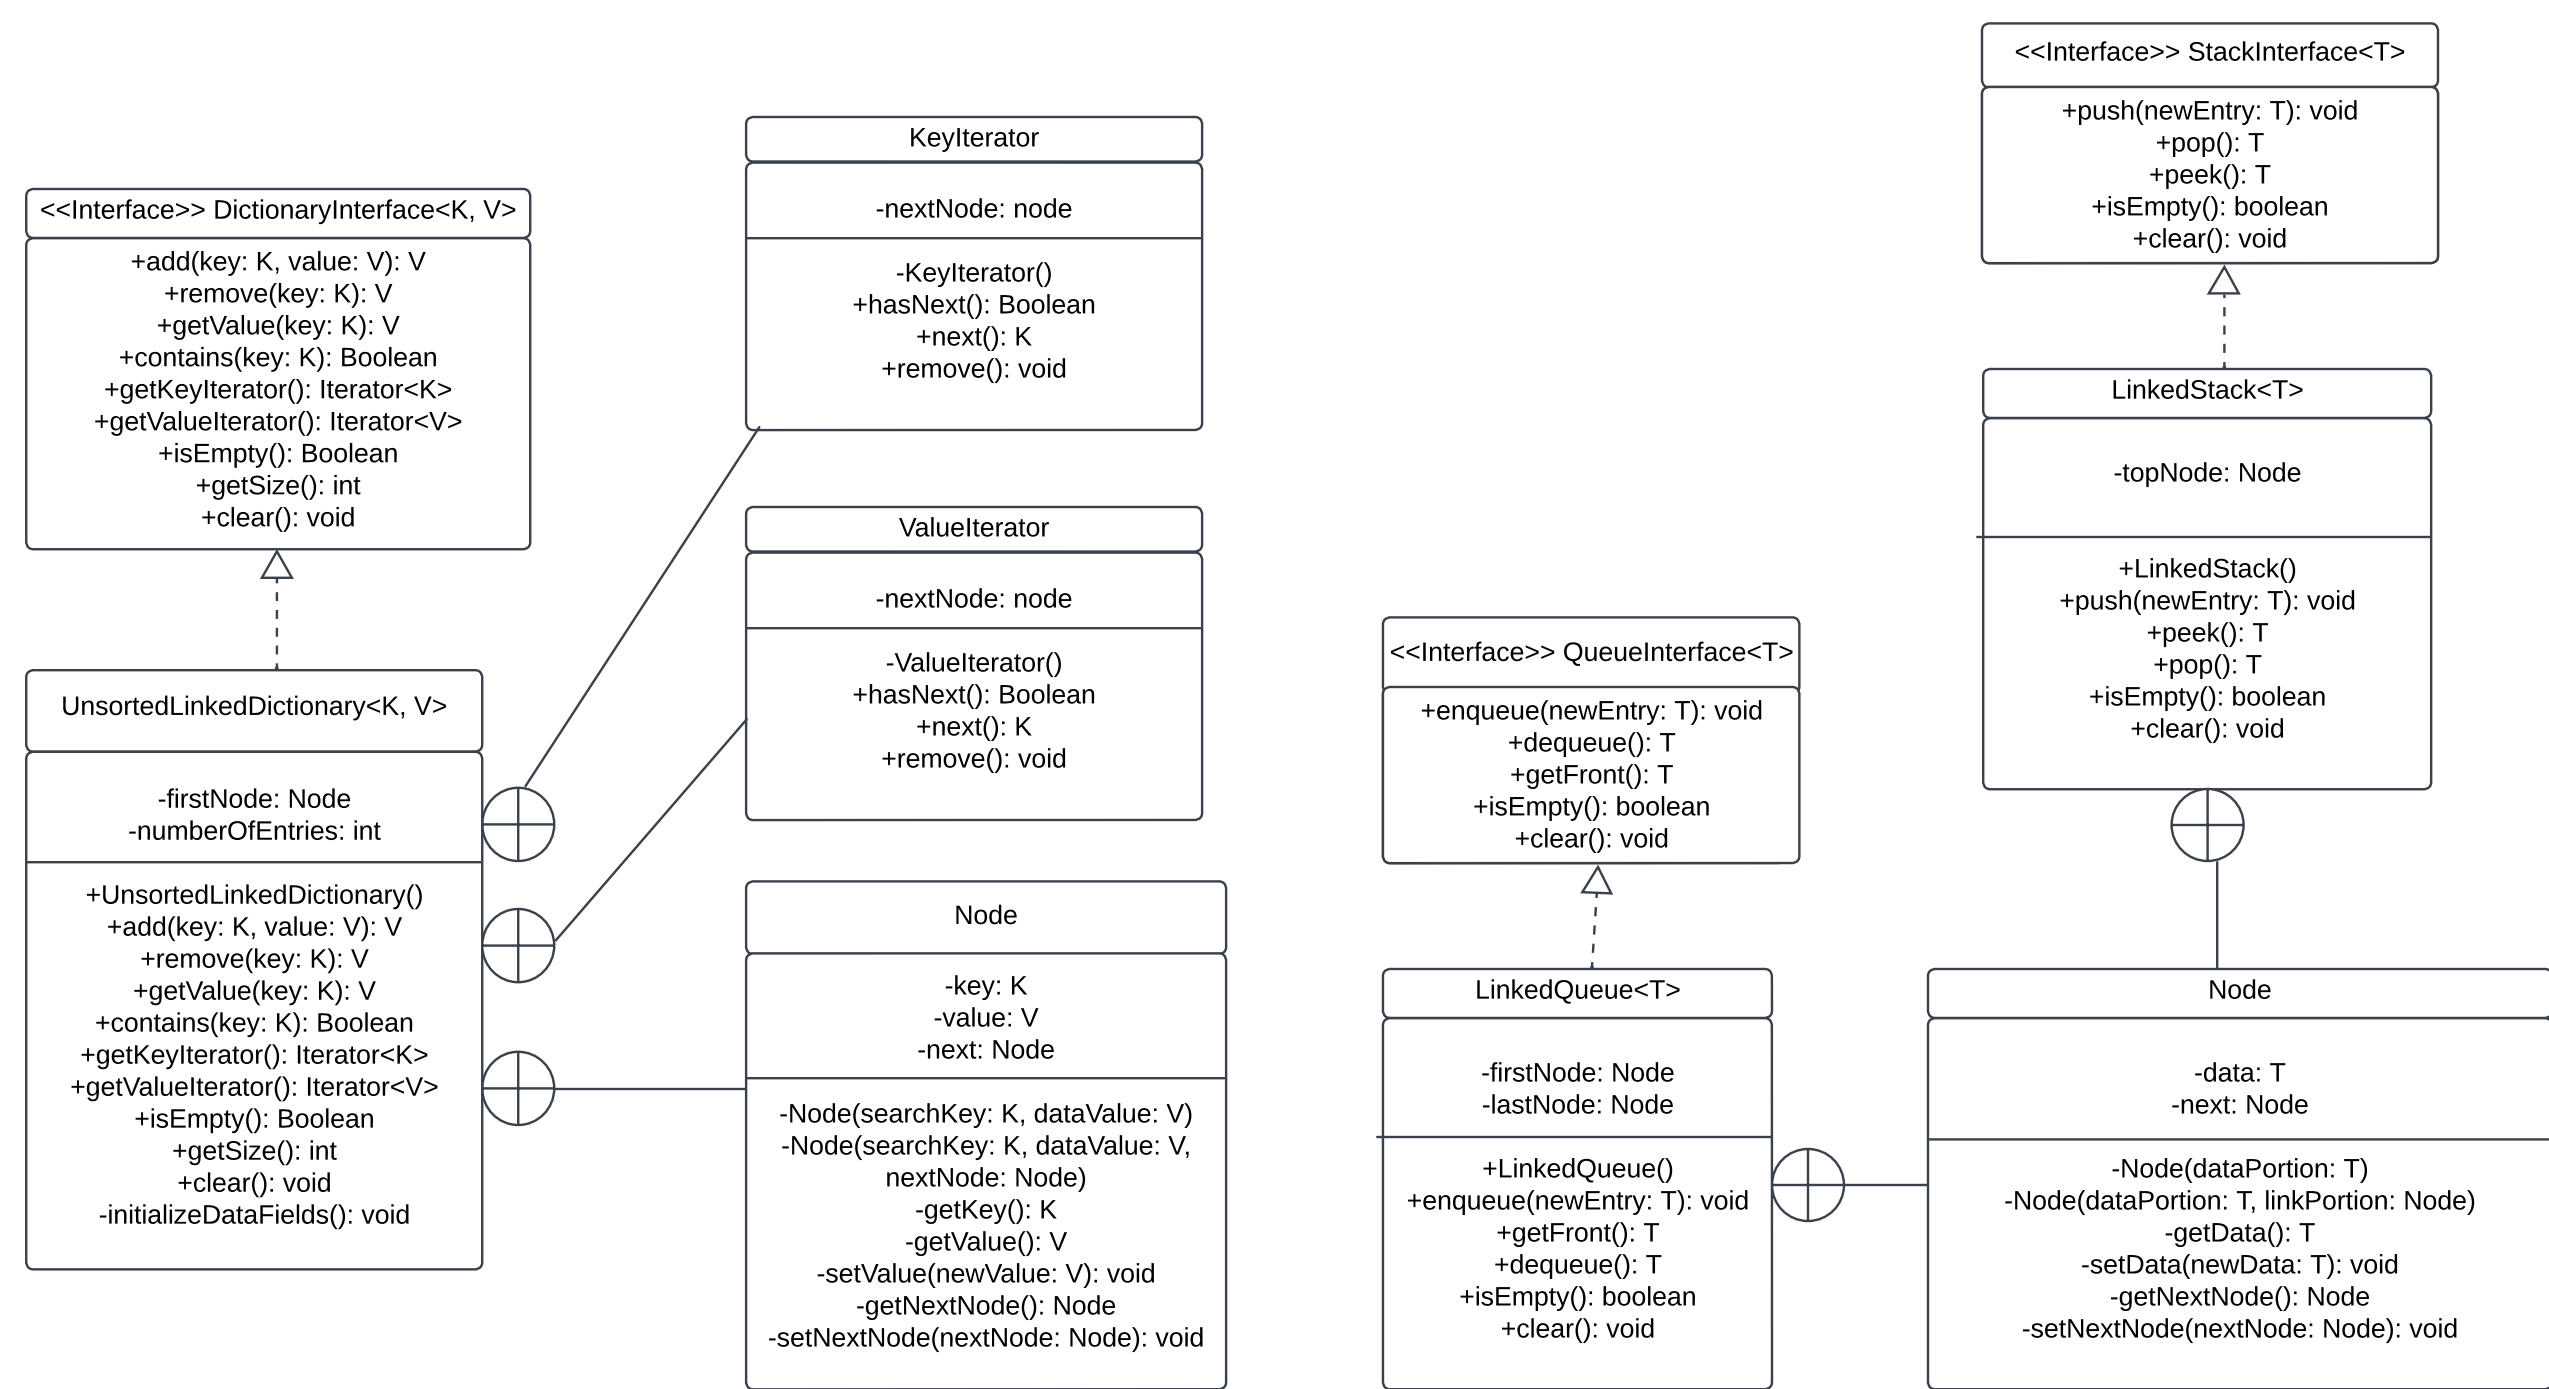 <<Interface>> DictionaryInterface<K, V>
+add(key: K, value: V): V
+remove(key: K): V
+getValue(key: K): V
+contains(key: K): Boolean
+getKeyIterator(): Iterator<K>
+getValueIterator(): Iterator<V>
+isEmpty(): Boolean
+getSize(): int
+clear(): void
UnsortedLinkedDictionary<K, V>
-firstNode: Node
-numberOfEntries: int
+UnsortedLinkedDictionary()
+add(key: K, value: V): V
+remove(key: K): V
+getValue(key: K): V
+contains(key: K): Boolean
+getKeyIterator(): Iterator<K>
+getValueIterator(): Iterator<V>
+isEmpty(): Boolean
+getSize(): int
+clear(): void
-initializeDataFields(): void
KeyIterator
-nextNode: node
-KeyIterator()
+hasNext(): Boolean
+next(): K
+remove(): void
ValueIterator
-nextNode: node
-ValueIterator()
+hasNext(): Boolean
+next(): K
+remove(): void
Node
-key: K
-value: V
-next: Node
-Node(searchKey: K, dataValue: V)
-Node(searchKey: K, dataValue: V,
nextNode: Node)
-getKey(): K
-getValue(): V
-setValue(newValue: V): void
-getNextNode(): Node
-setNextNode(nextNode: Node): void
<<Interface>> QueueInterface<T>
+enqueue(newEntry: T): void
+dequeue(): T
+getFront(): T
+isEmpty(): boolean
+clear(): void
LinkedQueue<T>
-firstNode: Node
-lastNode: Node
+LinkedQueue()
+enqueue(newEntry: T): void
+getFront(): T
+dequeue(): T
+isEmpty(): boolean
+clear(): void
<<Interface>> StackInterface<T>
+push(newEntry: T): void
+pop(): T
+peek(): T
+isEmpty(): boolean
+clear(): void
LinkedStack<T>
-topNode: Node
+LinkedStack()
+push(newEntry: T): void
+peek(): T
+pop(): T
+isEmpty(): boolean
+clear(): void
Node
-data: T
-next: Node
-Node(dataPortion: T)
-Node(dataPortion: T, linkPortion: Node)
-getData(): T
-setData(newData: T): void
-getNextNode(): Node
-setNextNode(nextNode: Node): void